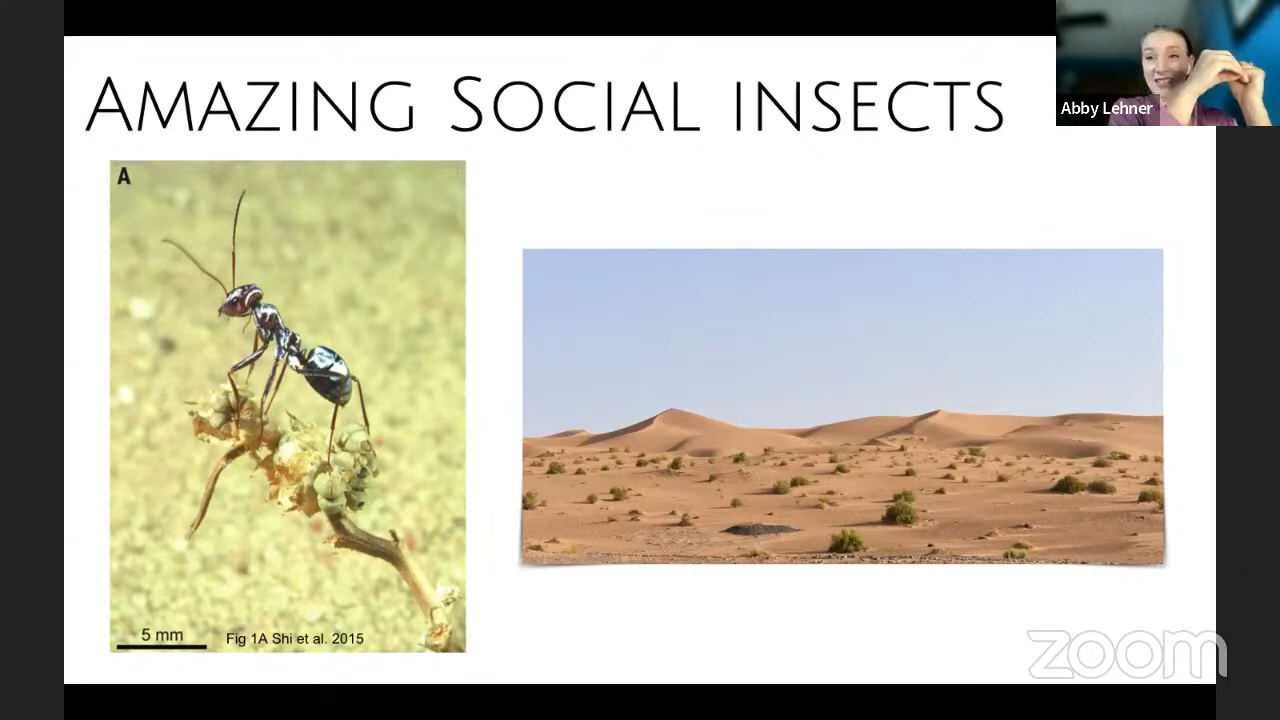 AMAZING SOCIAL INSECTS
Abby Lehner
A
5 mm
Fig 1A Shi et al. 2015
zoom